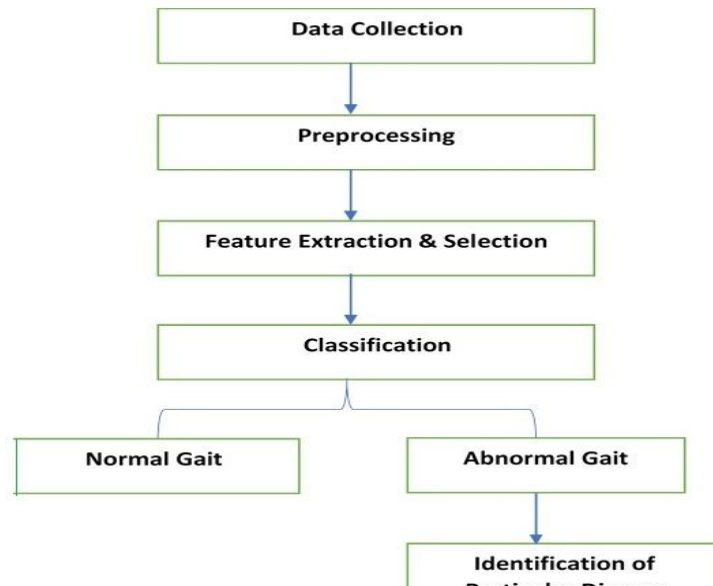 Data Collection
Preprocessing
Feature Extraction & Selection
Classification
Normal Gait
Abnormal Gait
Identification of